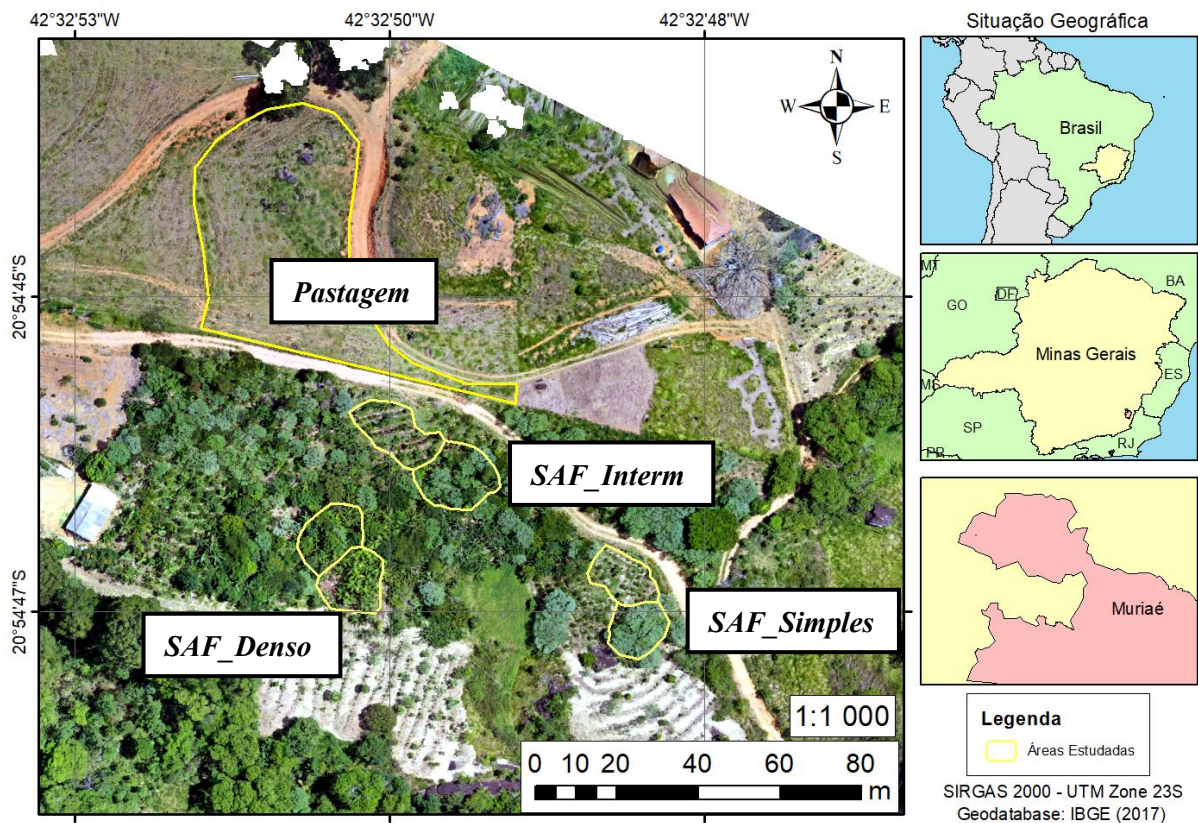 42°32'53"W
42°32'50"W
42°32'48"W
Situação Geográfica
N
W
E
S
Brasil
20°54'45"S
Pastagem
MT
DF
BA
GO
Minas Gerais
MS
ES
SP
RJ
PR
SAF_Interm
20°54'47"S
SAF_Denso
SAF_Simples
Muriaé
1:1 000
0 10 20 40 60 80
m
Legenda
Áreas Estudadas
SIRGAS 2000 - UTM Zone 23S
Geodatabase: IBGE (2017)